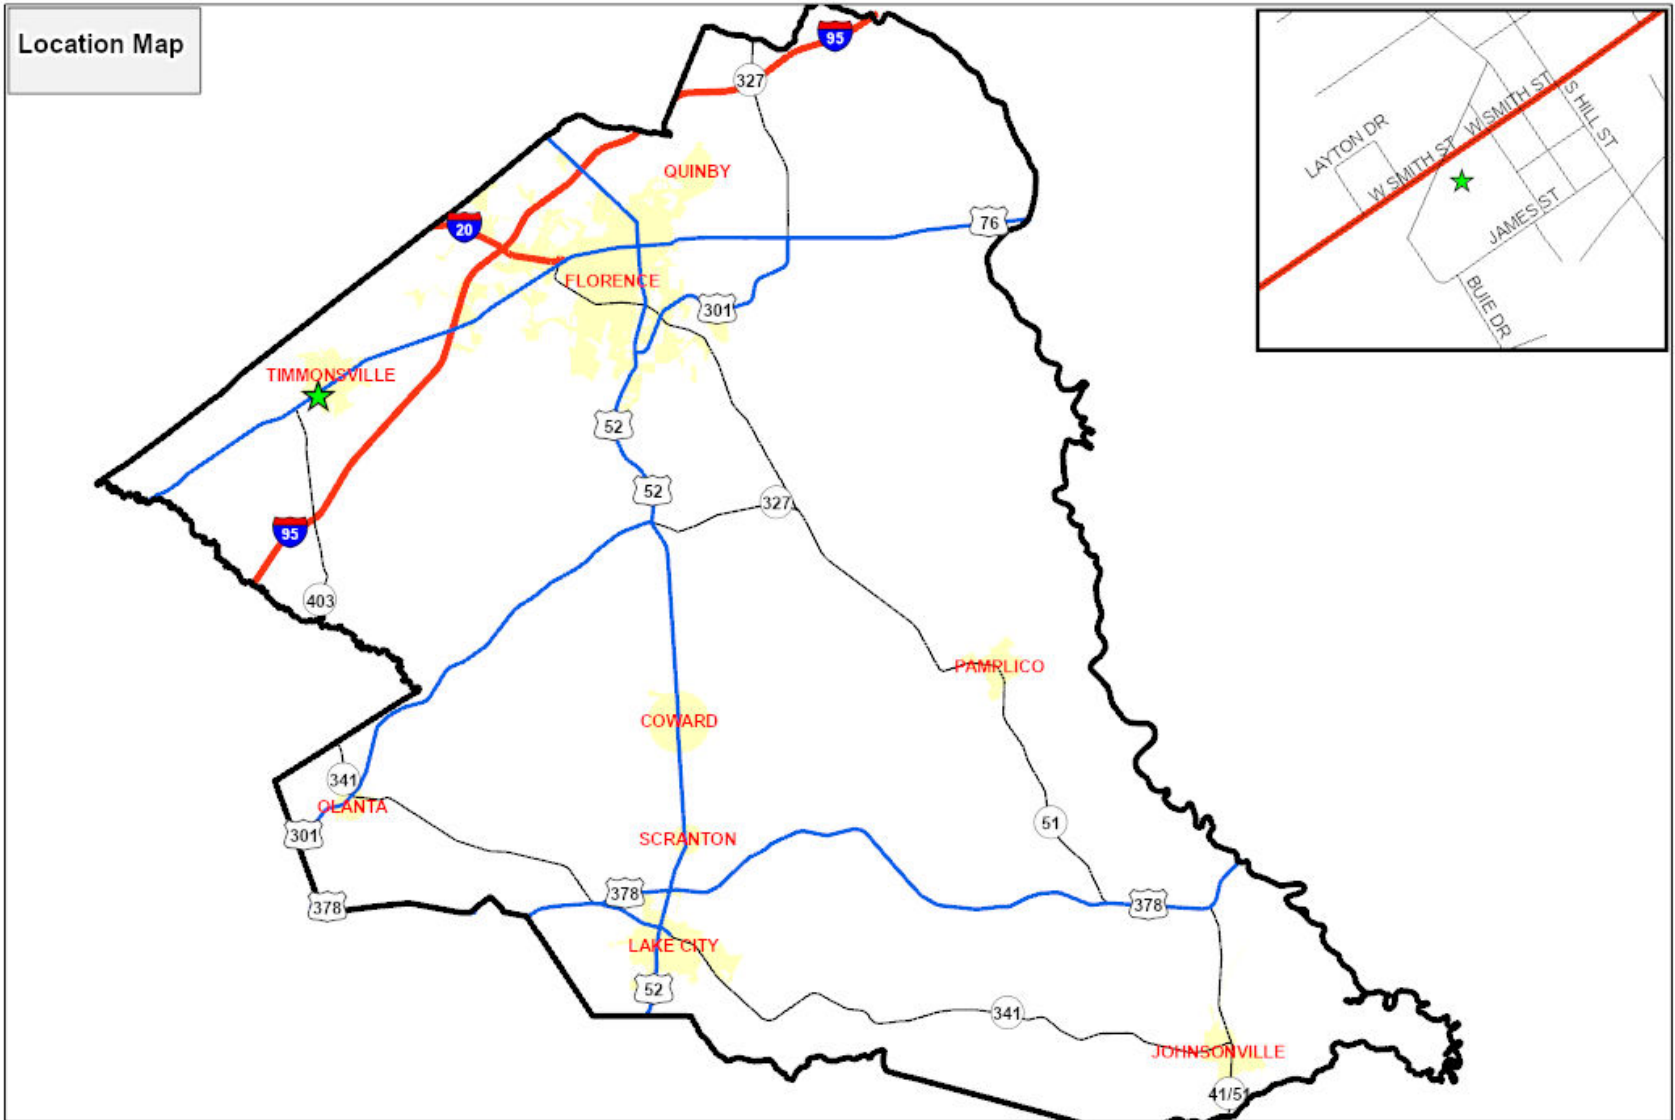 Location Map
95
327
QUINBY
20
76
FLORENCE
301
TIMMONSVILLE
52
52
327
95
403
PAMPLICO
COWARD
341
OLANTA
301
51
SCRANTON
378
378
378
LAKE CITY
52
341
JOHNSONVILLE
41/51
W SMITH ST
S HILL ST
LAYTON DR
W SMITH ST
JAMES ST
BUIE DR